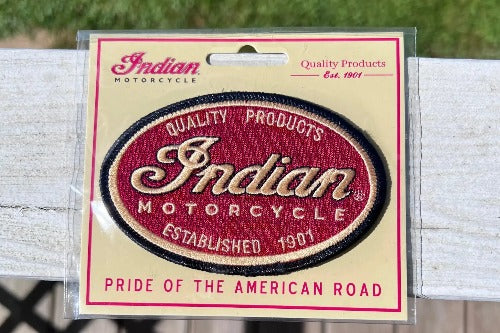 Indian
MOTORCYCLE
Quality Products
Est. 1901
QUALITY PRODUCTS
Indian®
MOTORCYCLE
ESTABLISHED 1901
PRIDE OF THE AMERICAN ROAD